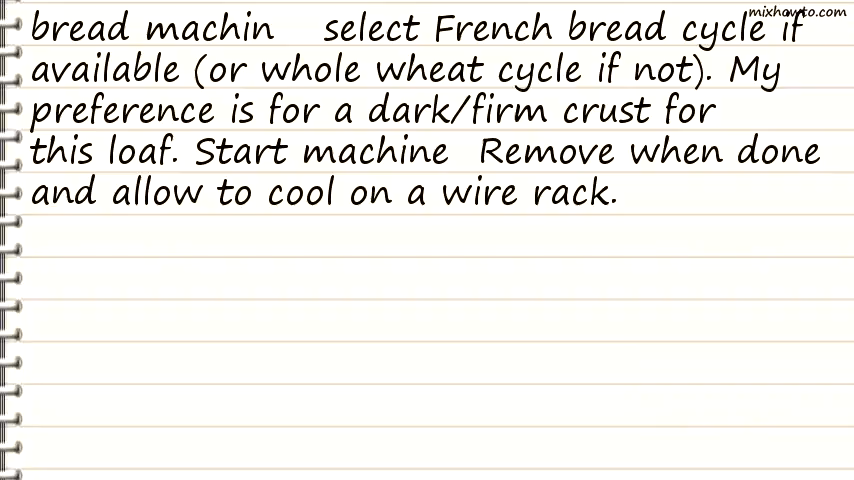 mixhowto.com
bread machin select French bread cycle if
available (or whole wheat cycle if not). My
preference is for a dark/firm crust for
this loaf. Start machine Remove when done
and allow to cool on a wire rack.